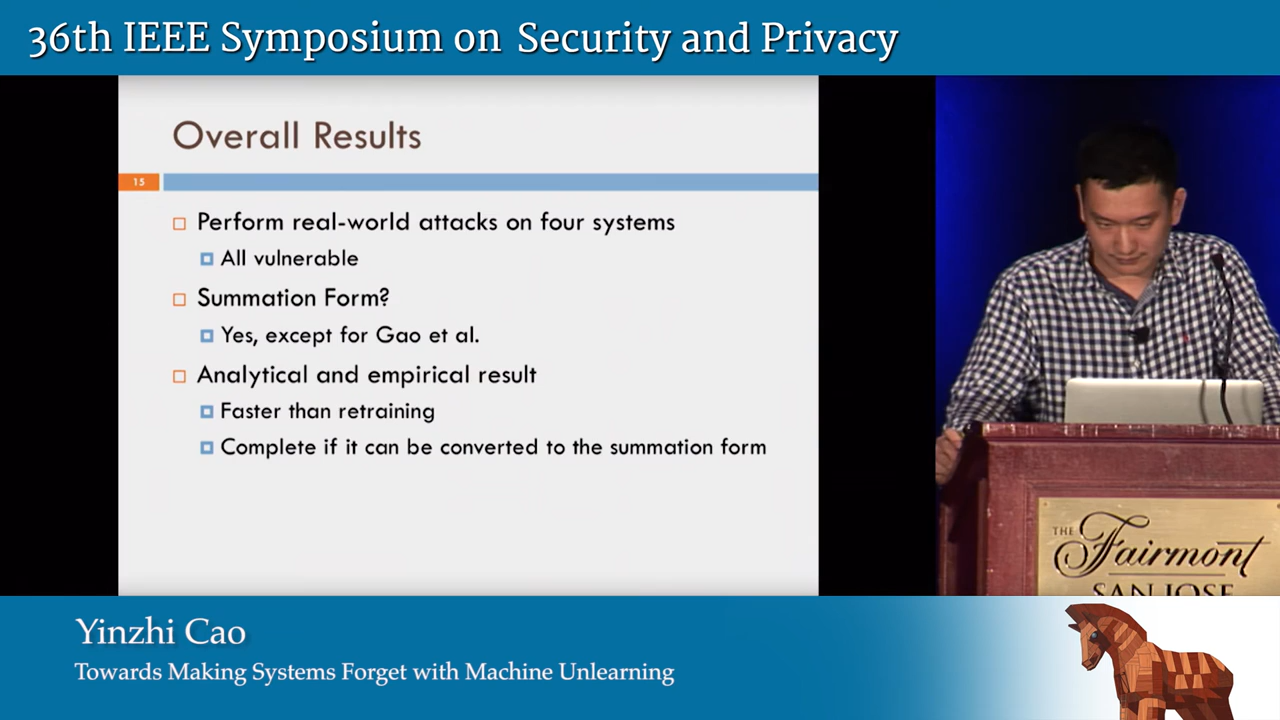 36th IEEE Symposium on Security and Privacy
Overall Results
15
Perform real-world attacks on four systems
All vulnerable
Summation Form?
Yes, except for Gao et al.
Analytical and empirical result
Faster than retraining
Complete if it can be converted to the summation form
THE
Fairmont
SAN JOSE
Yinzhi Cao
Towards Making Systems Forget with Machine Unlearning